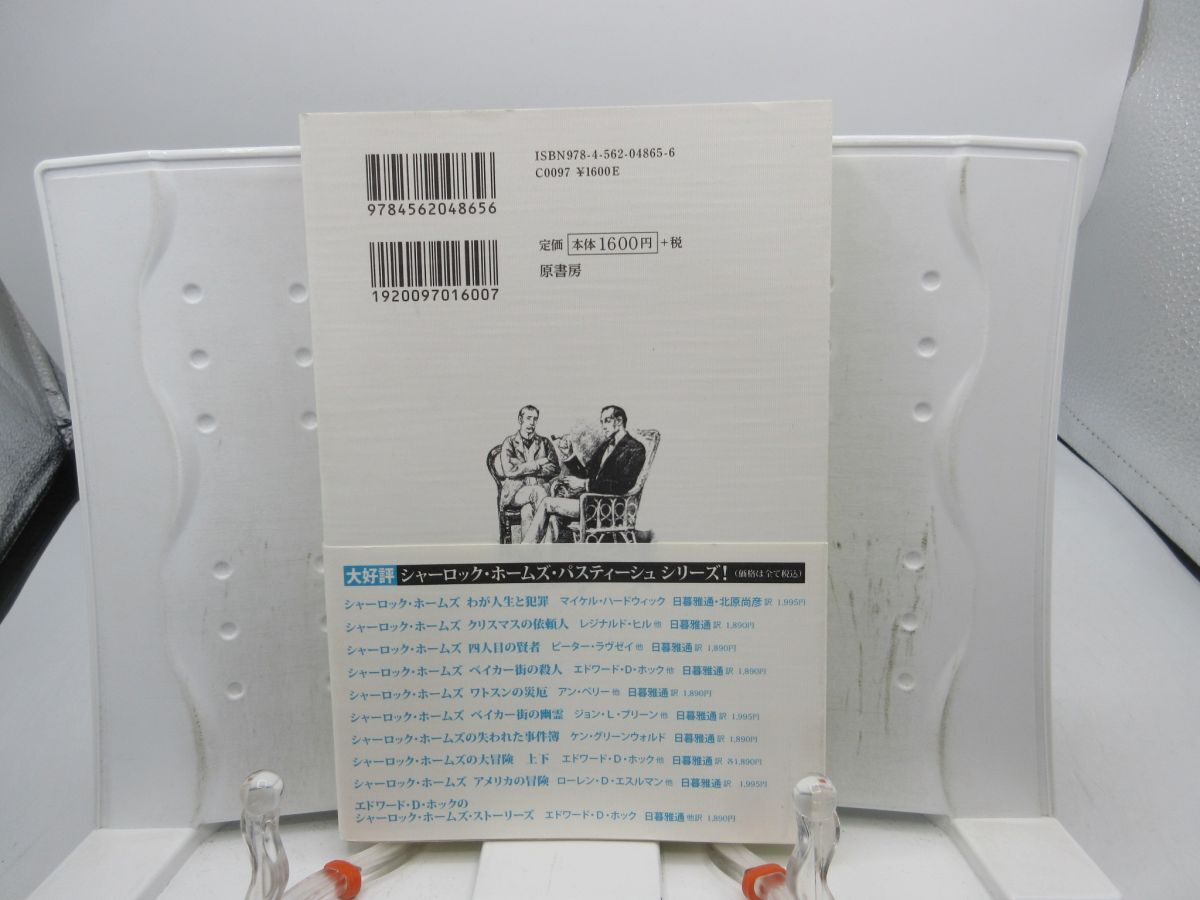 ISBN978-4-562-04865-6
C0097 ¥1600E
9784562048656
定価 本体1600円 +税
原書房
1920097016007
大好評 シャーロック・ホームズ・パスティーシュ シリーズ!(価格は全て税込)
シャーロック・ホームズ わが人生と犯罪 マイケル・ハードウィック 日暮雅通・北原尚彦 訳 1,995円
シャーロック・ホームズ クリスマスの依頼人 レジナルド・ヒル 他 日暮雅通 訳 1,890円
シャーロック・ホームズ 四人目の賢者 ピーター・ラヴゼイ 他 日暮雅通 訳 1,890円
シャーロック・ホームズ ベイカー街の殺人 エドワード・D・ホック 他 日暮雅通 訳 1,890円
シャーロック・ホームズ ワトスンの災厄 アン・ペリー 他 日暮雅通 訳 1,890円
シャーロック・ホームズ ベイカー街の幽霊 ジョン・L・ブリーン 他 日暮雅通 訳 1,995円
シャーロック・ホームズの失われた事件簿 ケン・グリーンウォルド 日暮雅通 訳 1,890円
シャーロック・ホームズの大冒険 上下 エドワード・D・ホック 他 日暮雅通 訳 各1,890円
シャーロック・ホームズ アメリカの冒険 ローレン・D・エスルマン 他 日暮雅通 訳 1,995円
エドワード・D・ホックの
シャーロック・ホームズ・ストーリーズ エドワード・D・ホック 日暮雅通 他訳 1,890円